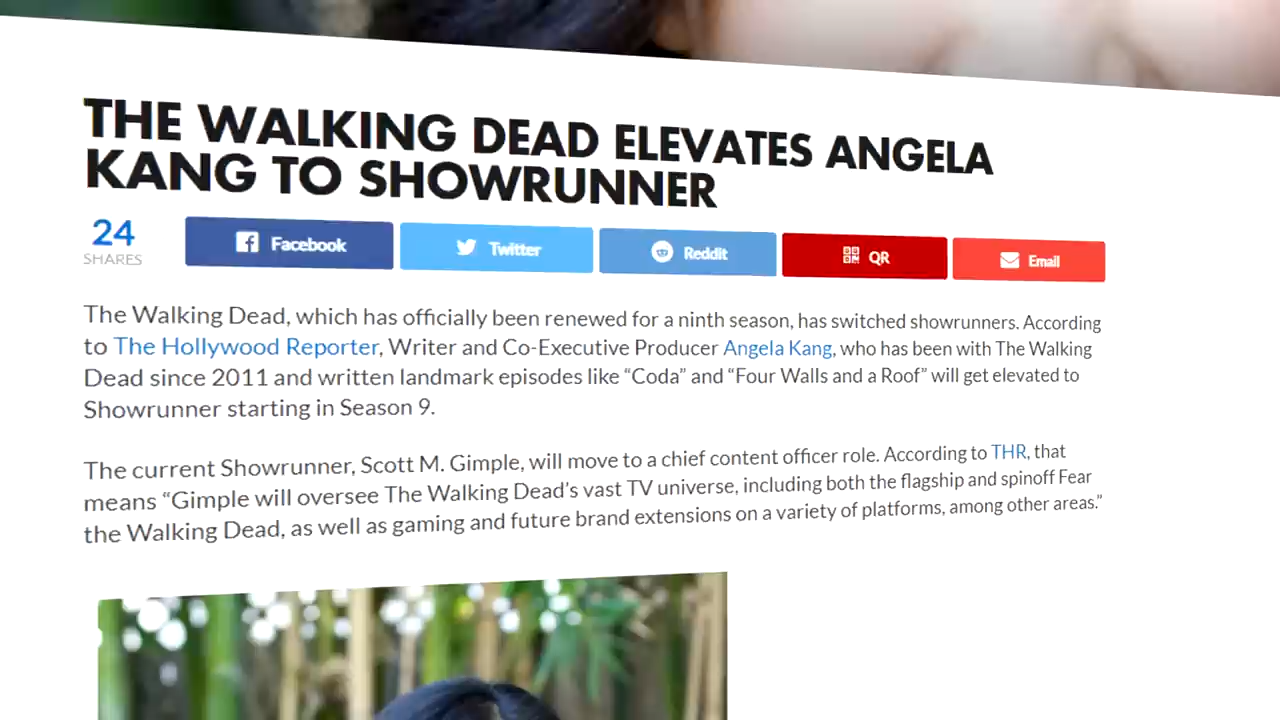 THE WALKING DEAD ELEVATES ANGELA
KANG TO SHOWRUNNER
24
SHARES
Facebook
Twitter
Reddit
QR
Email
The Walking Dead, which has officially been renewed for a ninth season, has switched showrunners. According
to The Hollywood Reporter, Writer and Co-Executive Producer Angela Kang, who has been with The Walking
Dead since 2011 and written landmark episodes like “Coda” and “Four Walls and a Roof” will get elevated to
Showrunner starting in Season 9.
The current Showrunner, Scott M. Gimple, will move to a chief content officer role. According to THR, that
means “Gimple will oversee The Walking Dead’s vast TV universe, including both the flagship and spinoff Fear
the Walking Dead, as well as gaming and future brand extensions on a variety of platforms, among other areas.”